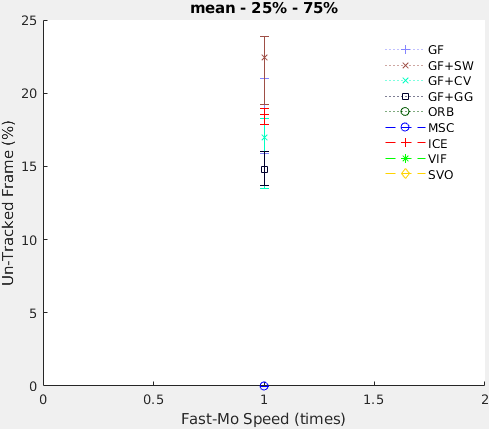 mean - 25% - 75%
Un-Tracked Frame (%)
25
20
15
10
5
0
GF
GF+SW
GF+CV
GF+GG
ORB
MSC
ICE
VIF
SVO
0
0.5
1
1.5
2
Fast-Mo Speed (times)